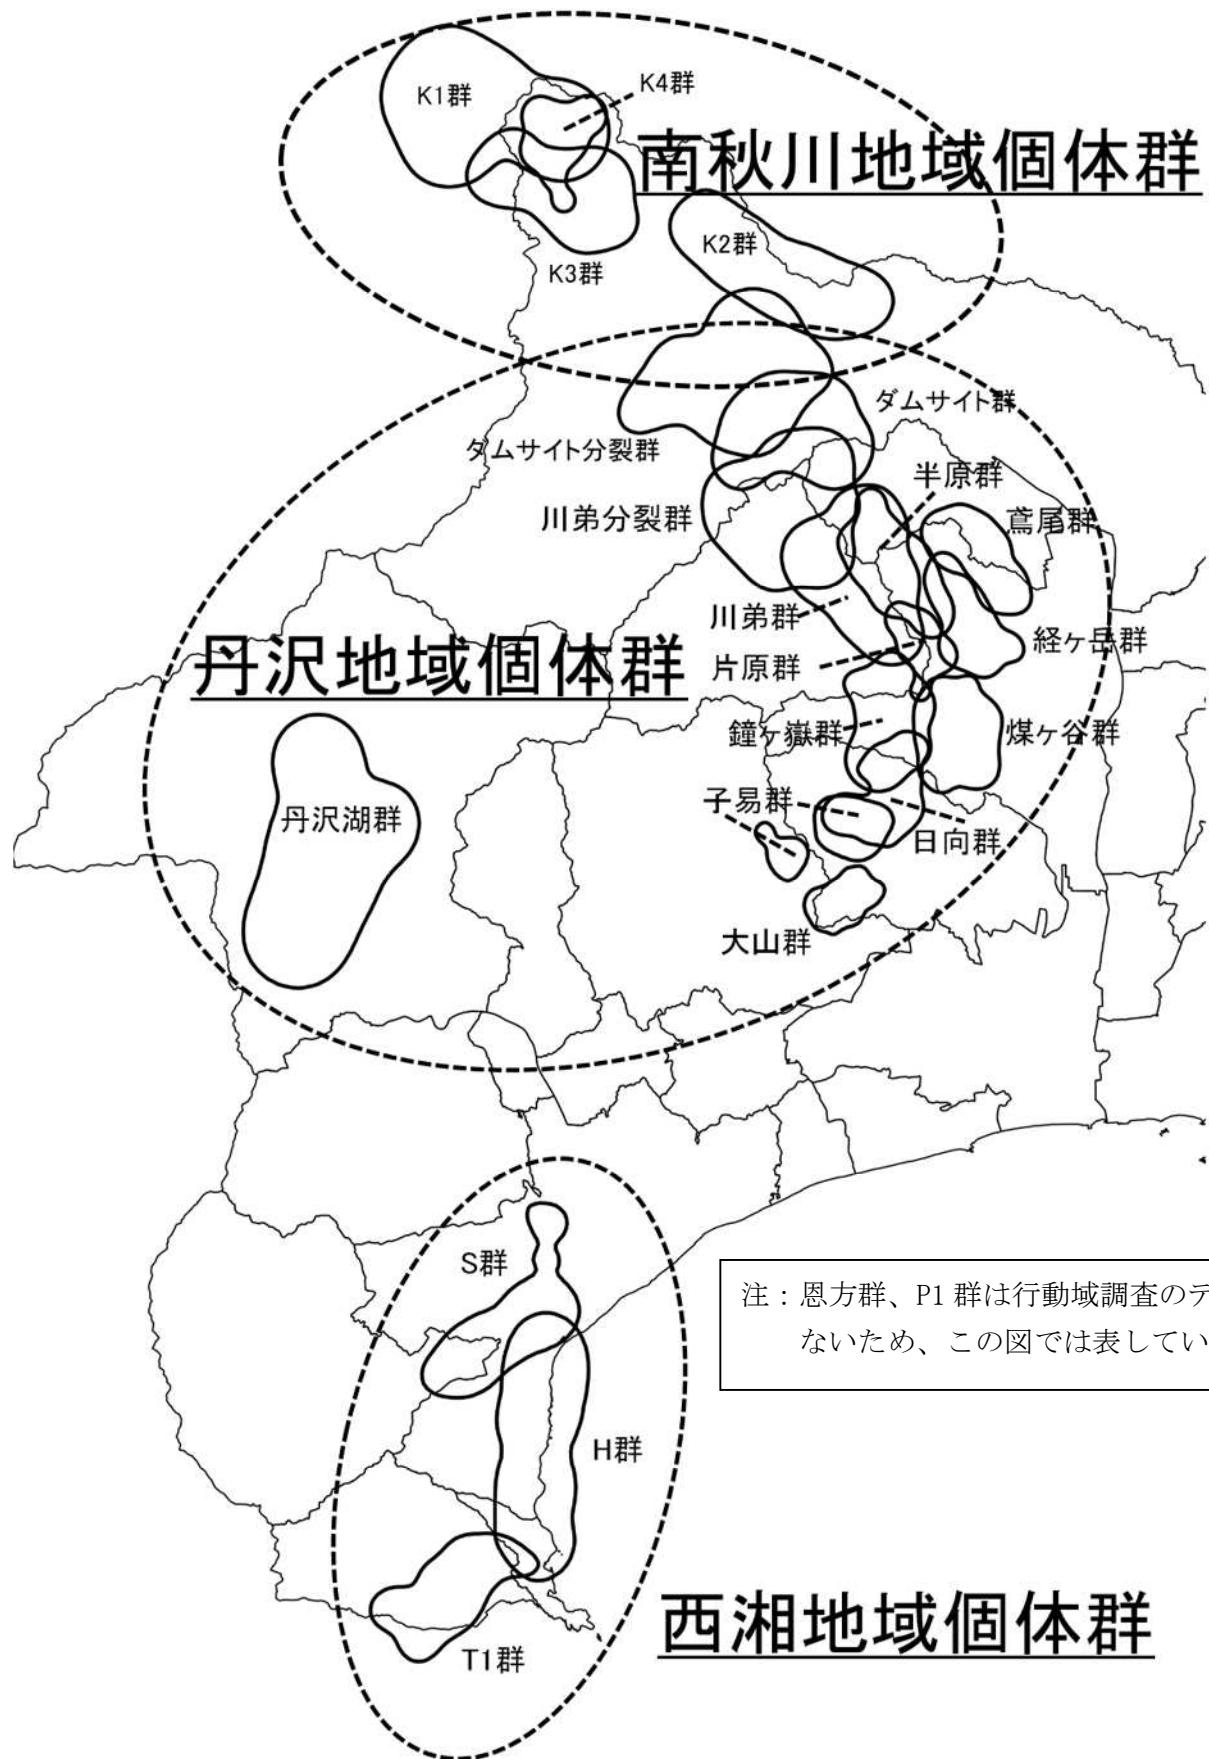 K1群
K4群
南秋川地域個体群
K2群
K3群
ダムサイト群
ダムサイト分裂群
半原群
川弟分裂群
鳶尾群
川弟群
経ヶ岳群
片原群
丹沢地域個体群
鐘ヶ嶽群
煤ヶ谷群
子易群
丹沢湖群
日向群
大山群
S群
注：恩方群、P1 群は行動域調査のデ
ないため、この図では表してい
H群
西湘地域個体群
T1群